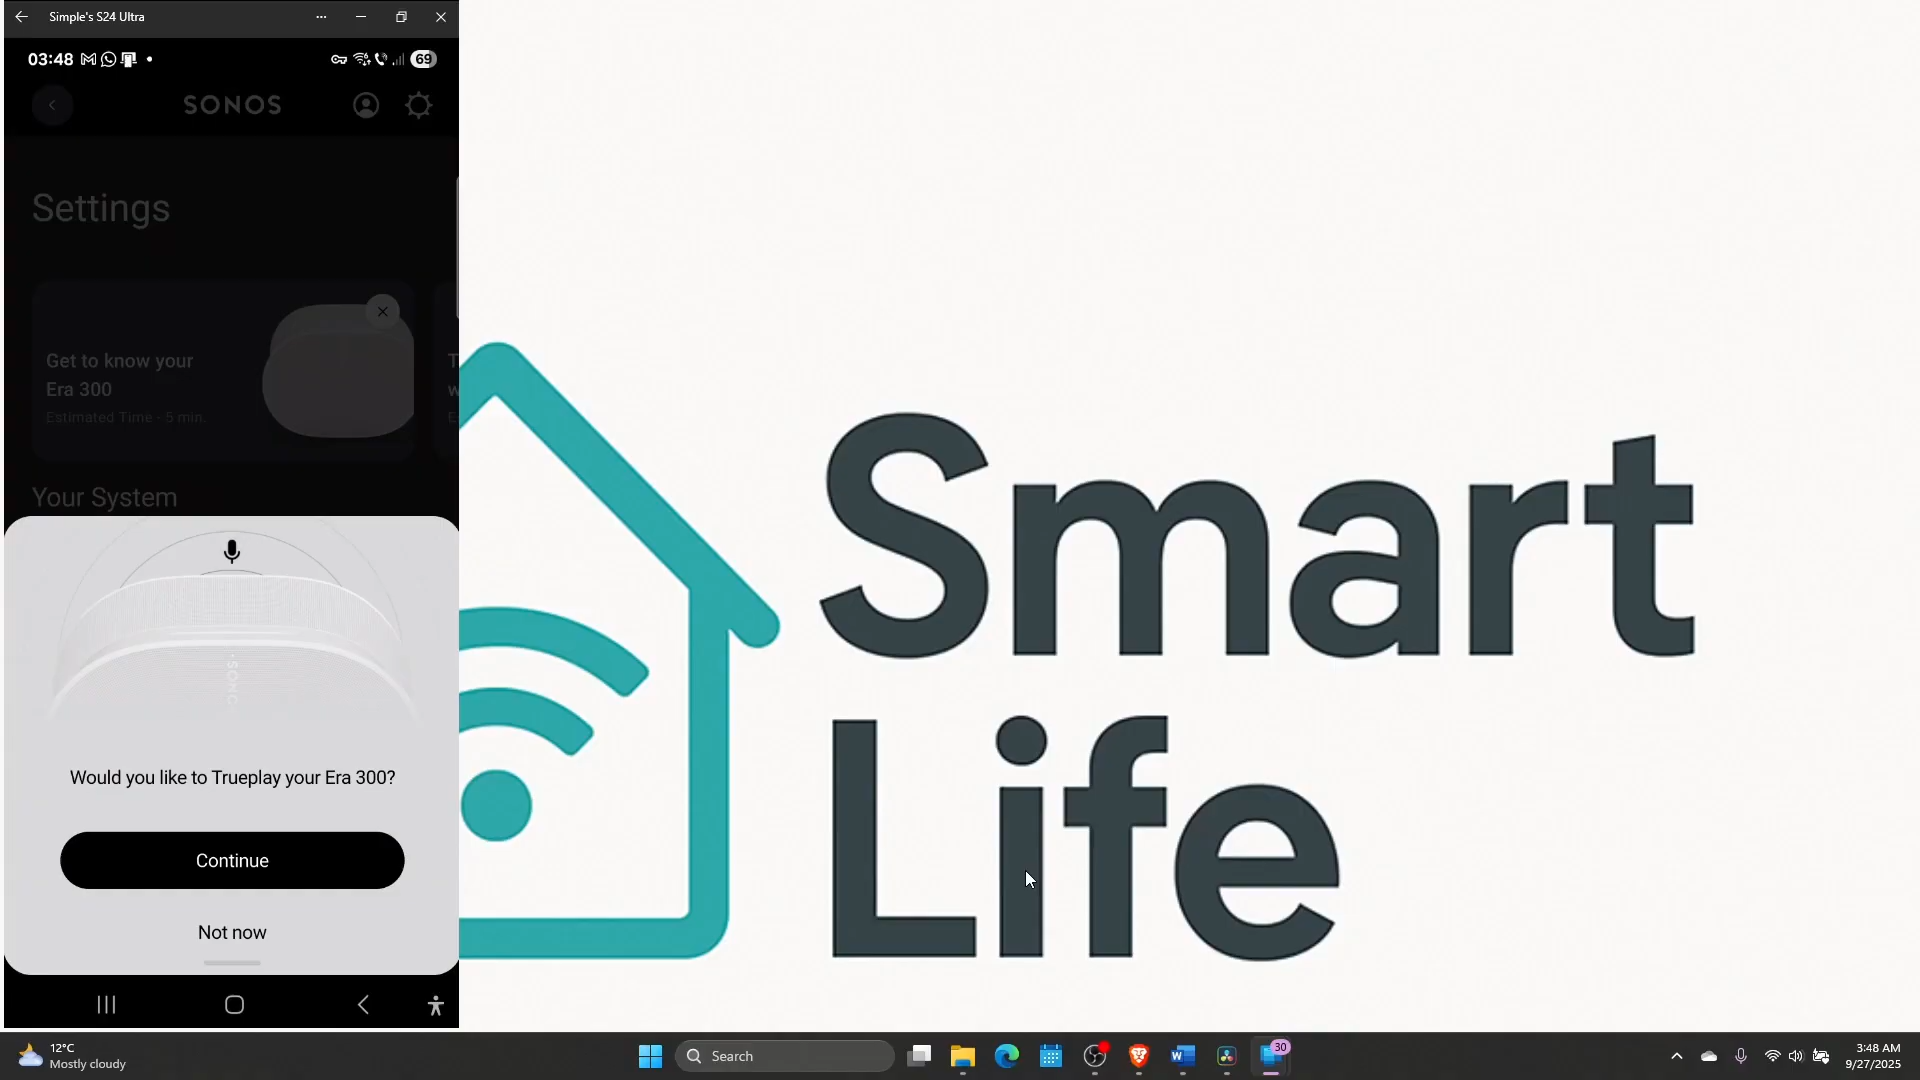 Simple's S24 Ultra
03:48
69
SONOS
Settings
Get to know your
Era 300
Estimated Time - 5 min.
T
w
E
Your System
SONOS
Would you like to Trueplay your Era 300?
Continue
Not now
Smart
Life
12°C
Mostly cloudy
Search
30
3:48 AM
9/27/2025